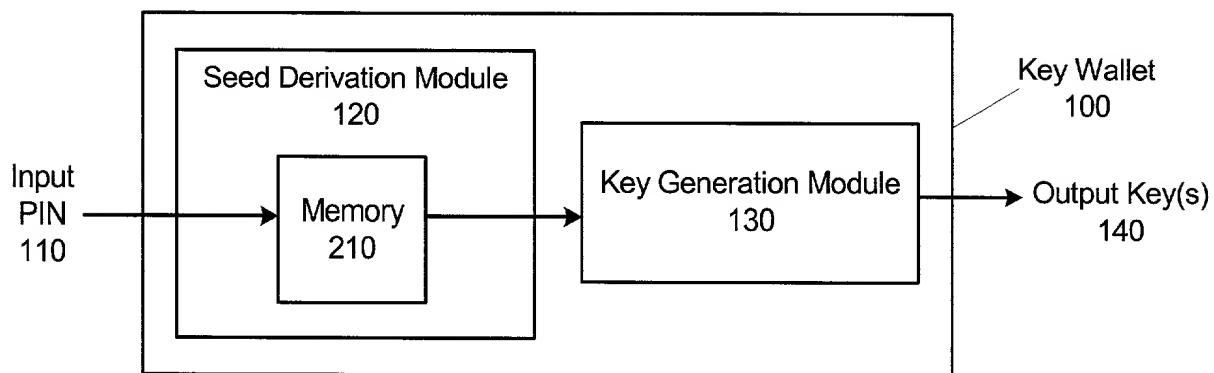 Seed Derivation Module
120
Key Wallet
100
Input
PIN
110
Memory
210
Key Generation Module
130
Output Key(s)
140